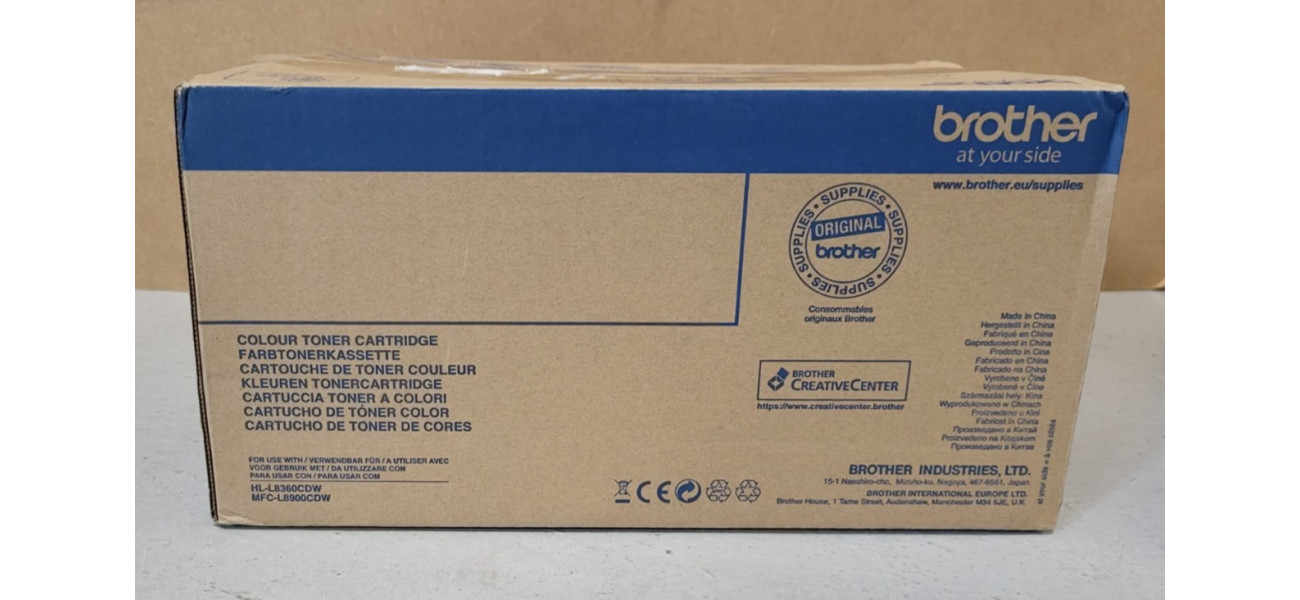 brother
at your side
www.brother.eu/supplies
SUPPLIES • SUPPLIES • SUPPLIES • SUPPLIES
ORIGINAL
brother
Consommables
originaux Brother
COLOUR TONER CARTRIDGE
FARBTONERKASSETTE
CARTOUCHE DE TONER COULEUR
KLEUREN TONERCARTRIDGE
CARTUCCIA TONER A COLORI
CARTUCHO DE TÓNER COLOR
CARTUCHO DE TONER DE CORES
FOR USE WITH / VERWENDBAR FÜR / A UTILISER AVEC
VOOR GEBRUIK MET / DA UTILIZZARE CON
PARA USAR CON / PARA USAR COM
HL-L8360CDW
MFC-L8900CDW
BROTHER
CREATIVECENTER
https://www.creativecenter.brother
Made in China
Hergestellt in China
Fabriqué en Chine
Geproduceerd in China
Prodotto in Cina
Fabricado en China
Fabricado na China
Vyrobeno v Číně
Vyrobené v Číne
Származási hely: Kína
Wyprodukowano w Chinach
Proizvedeno u Kini
Fabricat în China
Произведено в Китай
Proizvedeno na Kitajskem
Произведено в Китае
CE
BROTHER INDUSTRIES, LTD.
15-1 Naeshiro-cho, Mizuho-ku, Nagoya, 467-8561, Japan
BROTHER INTERNATIONAL EUROPE LTD.
Brother House, 1 Tame Street, Audenshaw, Manchester M34 5JE, U.K.